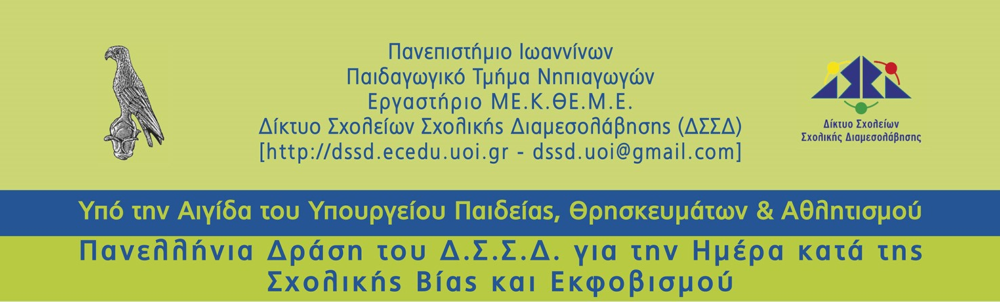 Πανεπιστήμιο Ιωαννίνων
Παιδαγωγικό Τμήμα Νηπιαγωγών
Εργαστήριο ΜΕ.Κ.ΘΕ.Μ.Ε.
Δίκτυο Σχολείων Σχολικής Διαμεσολάβησης (ΔΣΣΔ)
[http://dssd.ecedu.uoi.gr - dssd.uoi@gmail.com]
Δίκτυο Σχολείων
Σχολικής Διαμεσολάβησης
Υπό την Αιγίδα του Υπουργείου Παιδείας, Θρησκευμάτων & Αθλητισμού
Πανελλήνια Δράση του Δ.Σ.Σ.Δ. για την Ημέρα κατά της
Σχολικής Βίας και Εκφοβισμού